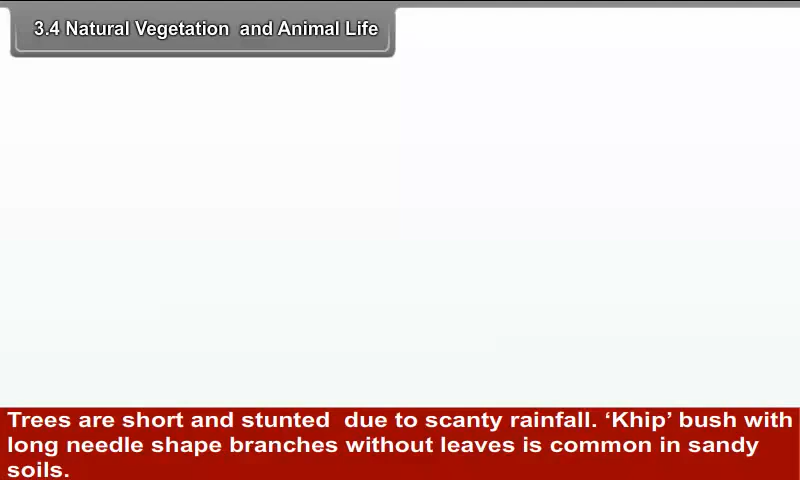 3.4 Natural Vegetation  and Animal Life
Trees are short and stunted  due to scanty rainfall. ‘Khip’ bush with
long needle shape branches without leaves is common in sandy
soils.